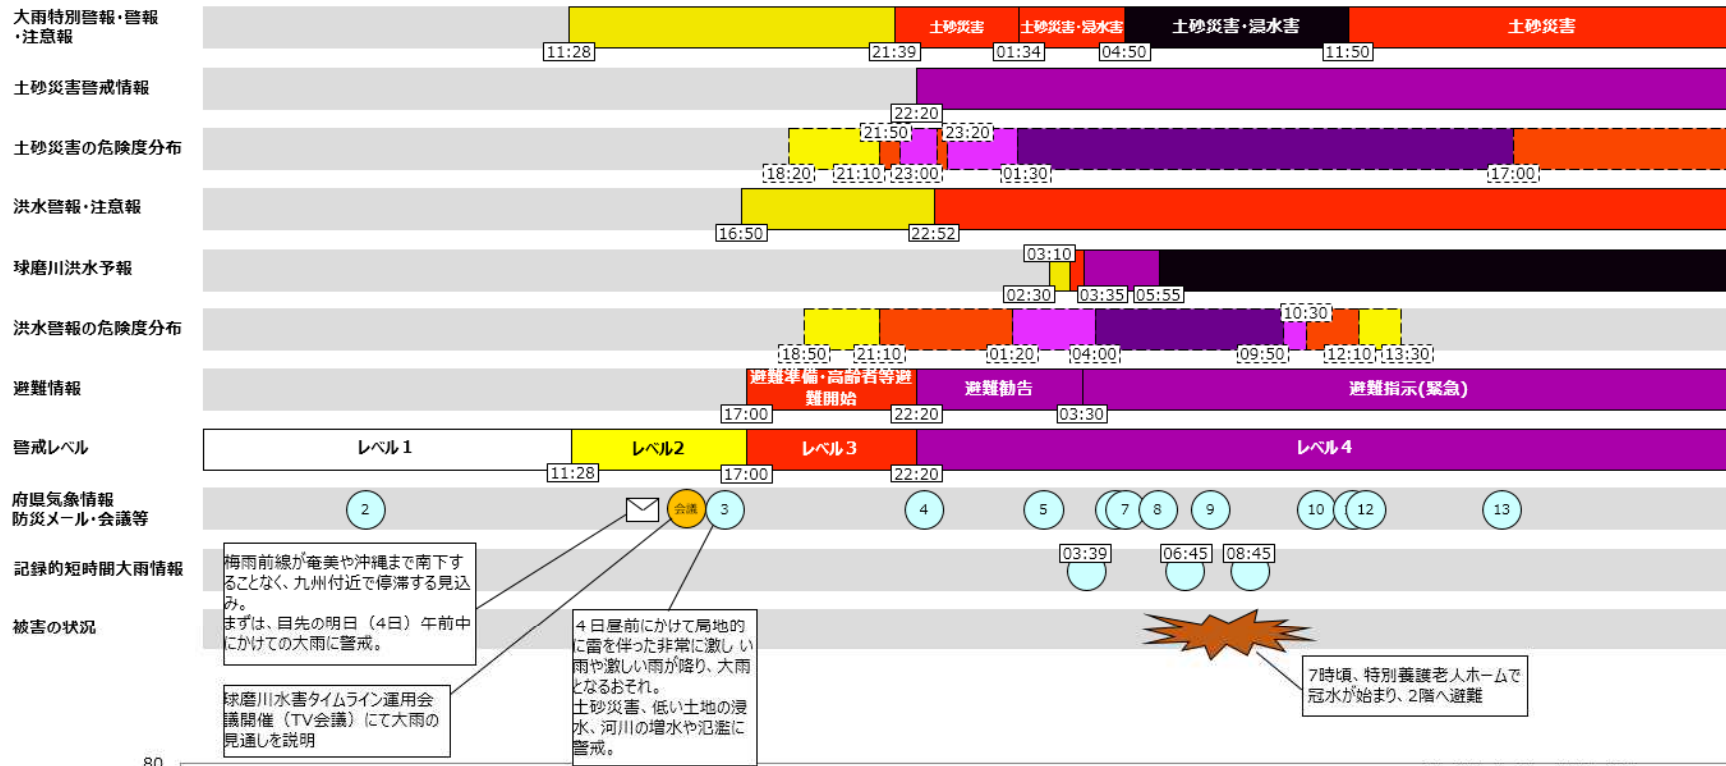 大雨特別警報・警報
・注意報
土砂災害
土砂災害・浸水害
土砂災害・浸水害
土砂災害
11:28
21:39
01:34
04:50
11:50
土砂災害警戒情報
22:20
土砂災害の危険度分布
21:50
23:20
18:20
21:10
23:00
01:30
17:00
洪水警報・注意報
16:50
22:52
球磨川洪水予報
03:10
02:30
03:35
05:55
洪水警報の危険度分布
10:30
18:50
21:10
01:20
04:00
09:50
12:10
13:30
避難情報
避難準備・高齢者等避
難開始
避難勧告
避難指示(緊急)
17:00
22:20
03:30
警戒レベル
レベル1
レベル2
レベル3
レベル4
11:28
17:00
22:20
府県気象情報
防災メール・会議等
2
会議
3
4
5
7
8
9
10
12
13
記録的短時間大雨情報
03:39
06:45
08:45
被害の状況
梅雨前線が奄美や沖縄まで南下す
ることなく、九州付近で停滞する見込
み。
まずは、目先の明日（4日）午前中
にかけての大雨に警戒。
球磨川水害タイムライン運用会
議開催（TV会議）にて大雨の
見通しを説明
４日昼前にかけて局地的
に雷を伴った非常に激しい
雨や激しい雨が降り、大雨
となるおそれ。
土砂災害、低い土地の浸
水、河川の増水や氾濫に
警戒。
7時頃、特別養護老人ホームで
冠水が始まり、2階へ避難
80